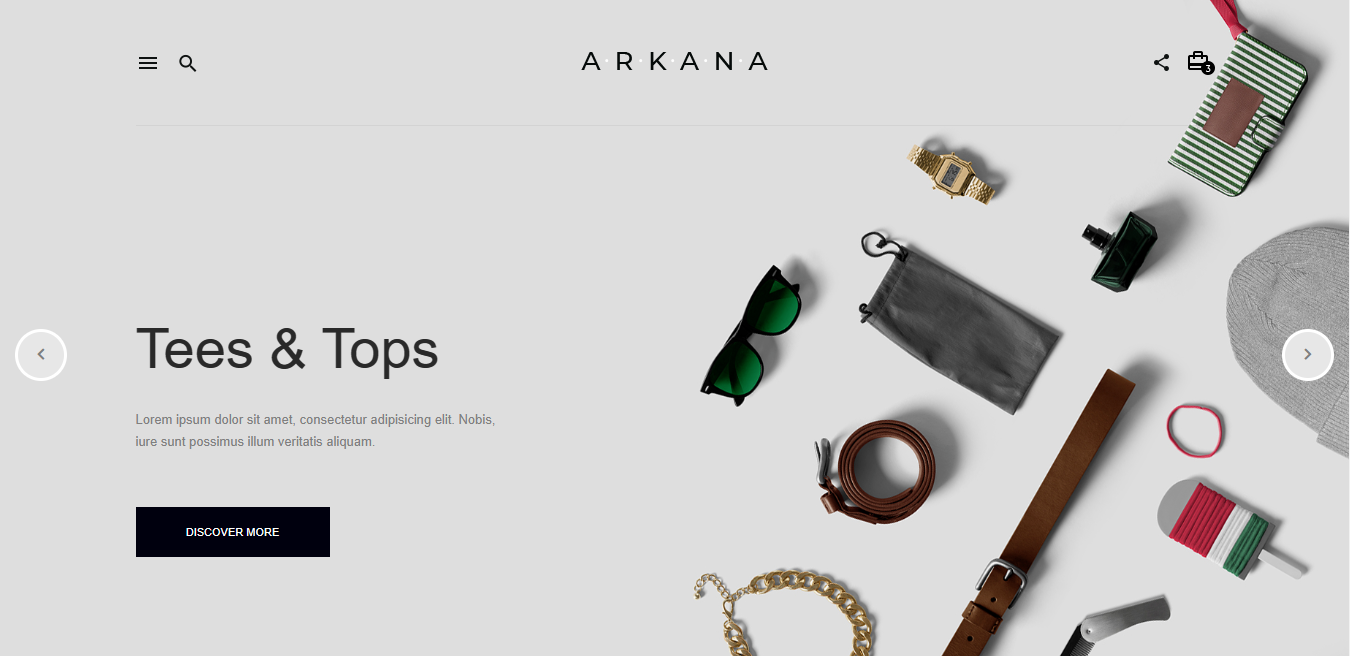 A·R·K·A·N·A
3
Tees & Tops
Lorem ipsum dolor sit amet, consectetur adipisicing elit. Nobis,
iure sunt possimus illum veritatis aliquam.
DISCOVER MORE